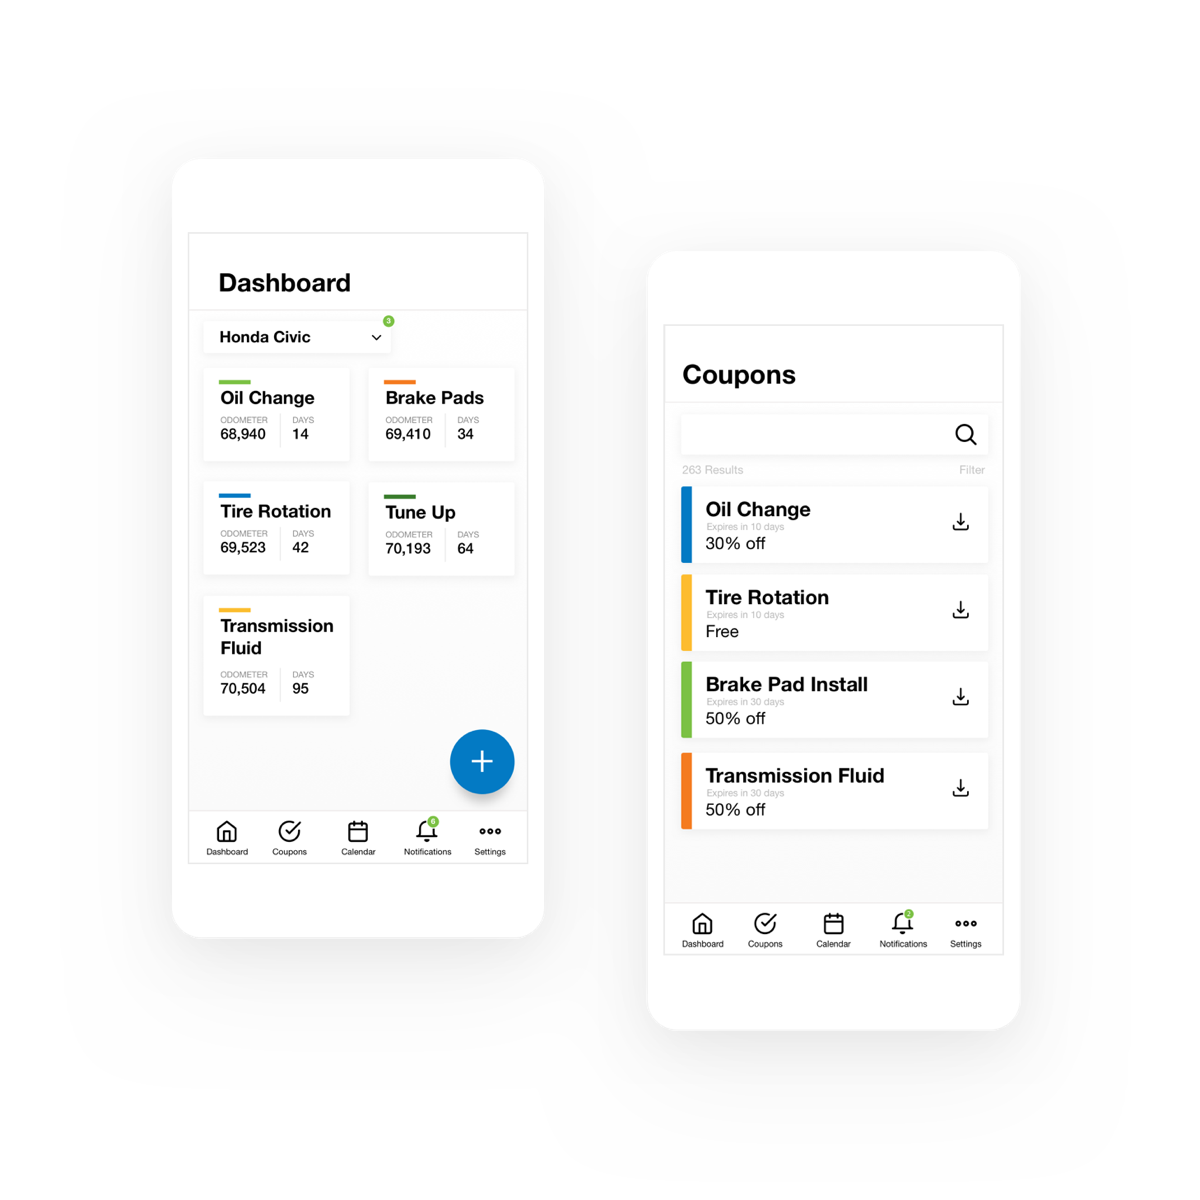 Dashboard
3
Honda Civic
Oil Change
ODOMETER DAYS
68,940 14
Brake Pads
ODOMETER DAYS
69,410 34
Tire Rotation
ODOMETER DAYS
69,523 42
Tune Up
ODOMETER DAYS
70,193 64
Transmission
Fluid
ODOMETER DAYS
70,504 95
Dashboard Coupons Calendar Notifications Settings
Coupons
263 Results Filter
Oil Change
Expires in 10 days
30% off
Tire Rotation
Expires in 10 days
Free
Brake Pad Install
Expires in 30 days
50% off
Transmission Fluid
Expires in 30 days
50% off
2
Dashboard Coupons Calendar Notifications Settings